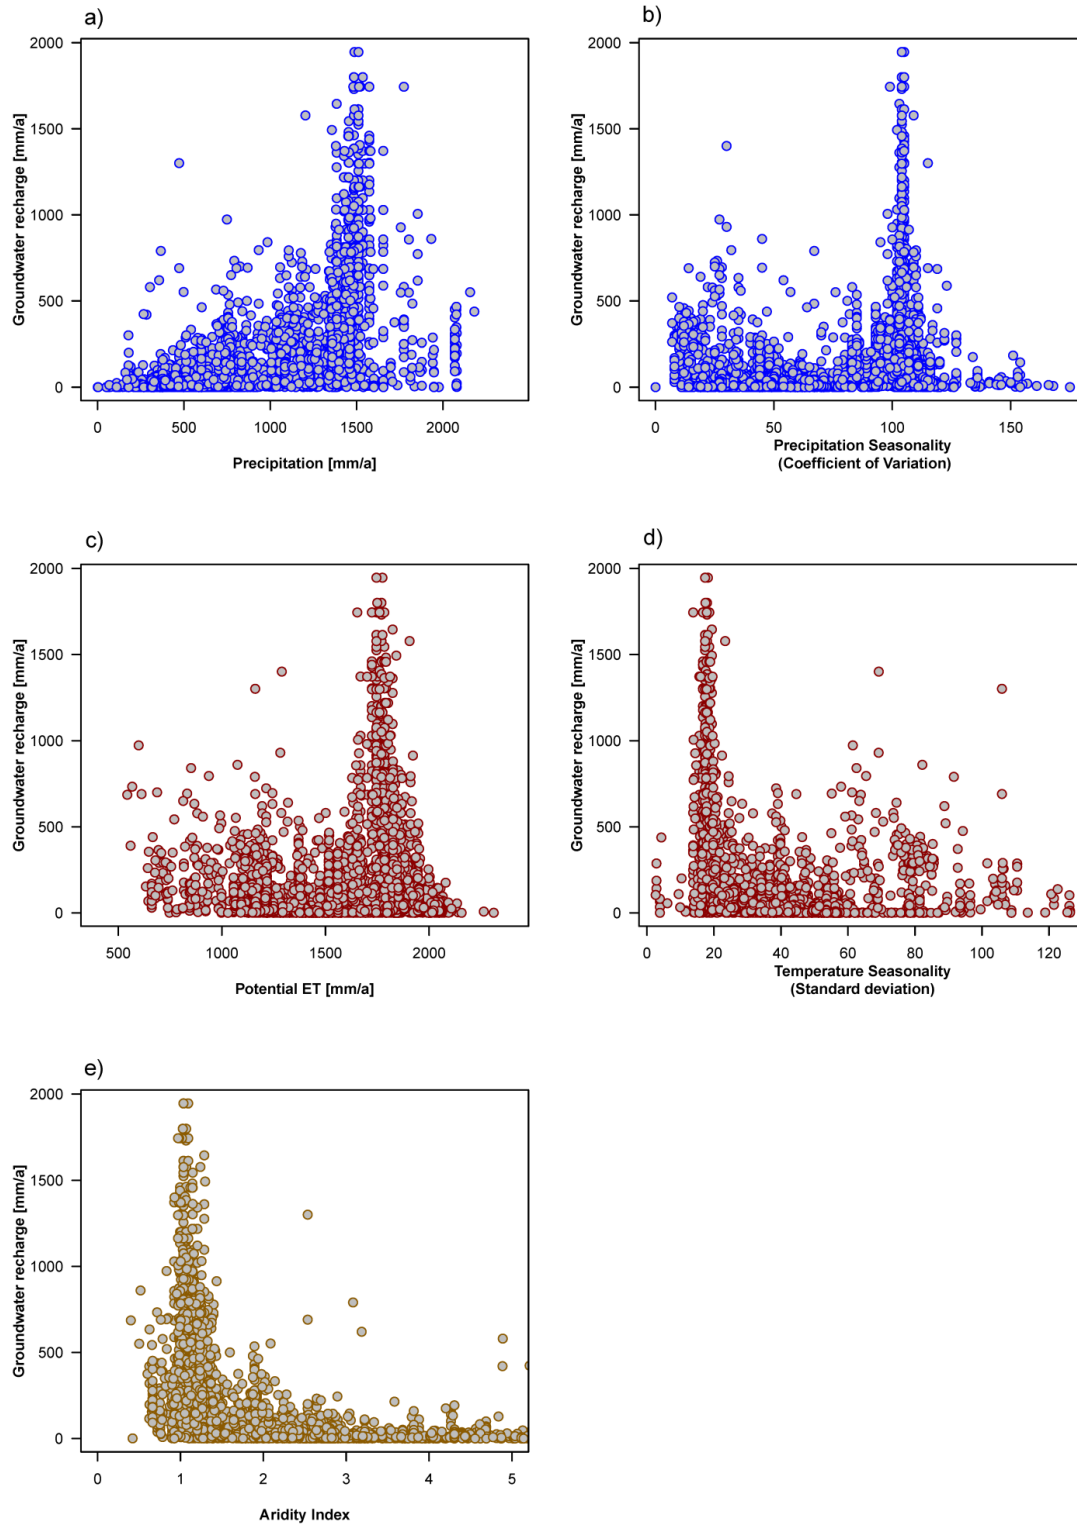 a)
2000
1500
1000
500
0
Groundwater recharge [mm/a]
0 500 1000 1500 2000
Precipitation [mm/a]
b)
2000
1500
1000
500
0
Groundwater recharge [mm/a]
0 50 100 150
Precipitation Seasonality
(Coefficient of Variation)
c)
2000
1500
1000
500
0
Groundwater recharge [mm/a]
500 1000 1500 2000
Potential ET [mm/a]
d)
2000
1500
1000
500
0
Groundwater recharge [mm/a]
0 20 40 60 80 100 120
Temperature Seasonality
(Standard deviation)
e)
2000
1500
1000
500
0
Groundwater recharge [mm/a]
0 1 2 3 4 5
Aridity Index